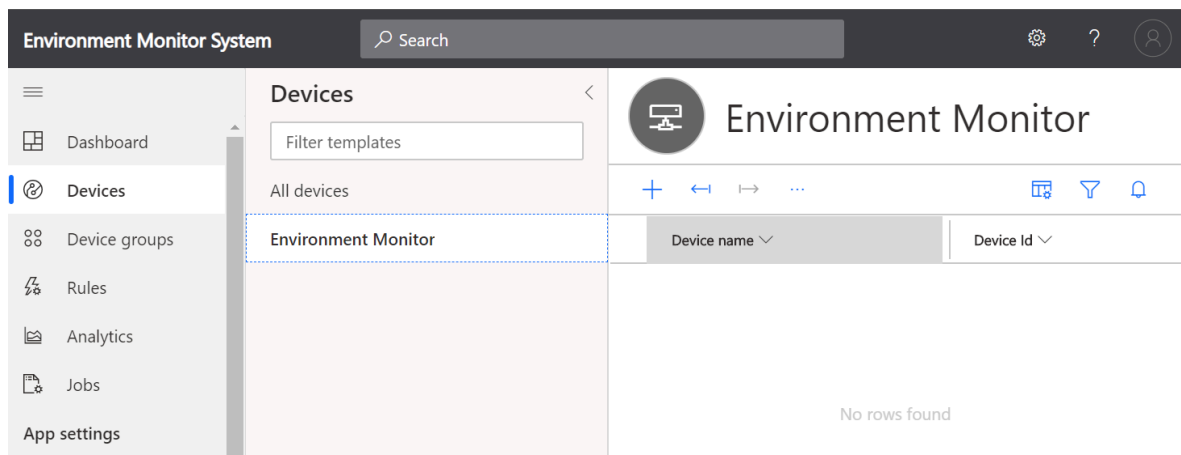 Environment Monitor System
Search
?
Devices
Environment Monitor
Filter templates
Dashboard
All devices
Devices
...
Environment Monitor
Device groups
Device name
Device Id
Rules
Analytics
Jobs
No rows found
App settings